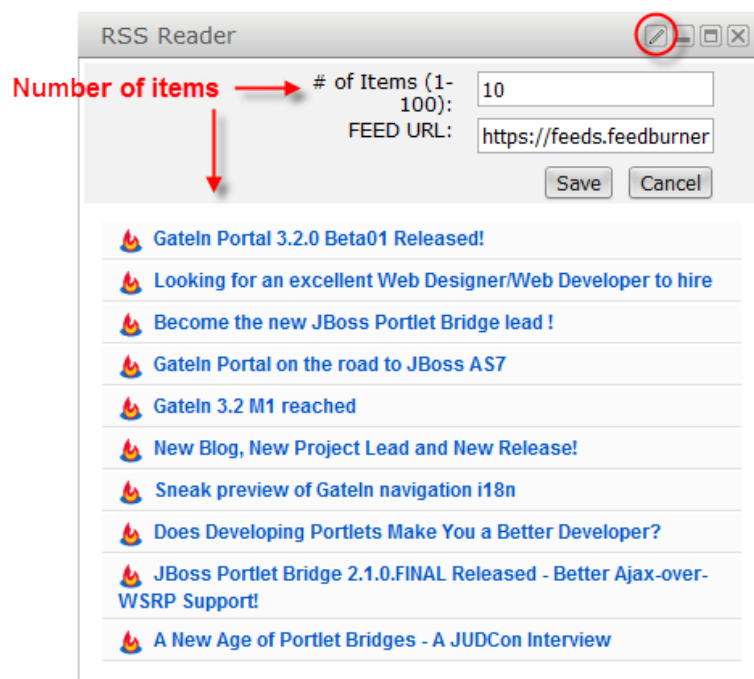 RSS Reader
Number of items
# of Items (1-
100):
10
FEED URL:
https://feeds.feedburner
Save
Cancel
GateIn Portal 3.2.0 Beta01 Released!
Looking for an excellent Web Designer/Web Developer to hire
Become the new JBoss Portlet Bridge lead !
GateIn Portal on the road to JBoss AS7
GateIn 3.2 M1 reached
New Blog, New Project Lead and New Release!
Sneak preview of GateIn navigation i18n
Does Developing Portlets Make You a Better Developer?
JBoss Portlet Bridge 2.1.0.FINAL Released - Better Ajax-over-
WSRP Support!
A New Age of Portlet Bridges - A JUDCon Interview